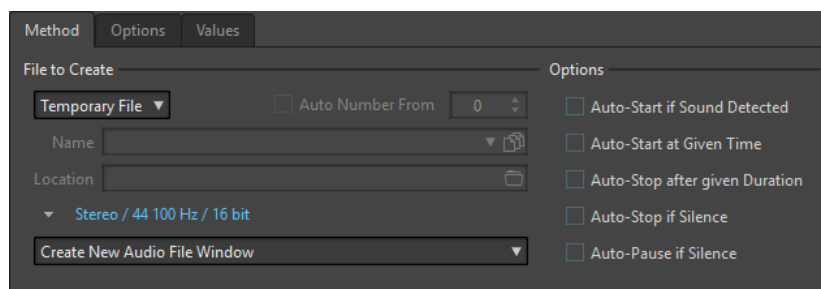 Method Options Values
File to Create
Temporary File Auto Number From 0
Name
Location
Stereo / 44 100 Hz / 16 bit
Create New Audio File Window
Options
Auto-Start if Sound Detected
Auto-Start at Given Time
Auto-Stop after given Duration
Auto-Stop if Silence
Auto-Pause if Silence